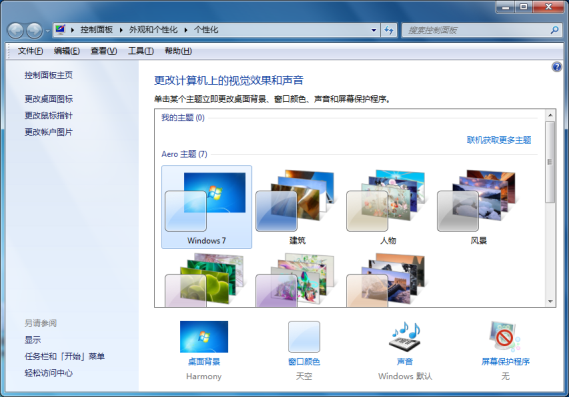 控制面板 ▸ 外观和个性化 ▸ 个性化
搜索控制面板
文件(F) 编辑(E) 查看(V) 工具(T) 帮助(H)
控制面板主页
更改桌面图标
更改鼠标指针
更改帐户图片
更改计算机上的视觉效果和声音
单击某个主题立即更改桌面背景、窗口颜色、声音和屏幕保护程序。
我的主题 (0)
联机获取更多主题
Aero 主题 (7)
Windows 7 建筑 人物 风景
另请参阅
显示
任务栏和「开始」菜单
轻松访问中心
桌面背景 窗口颜色 声音 屏幕保护程序
Harmony 天空 Windows 默认 无